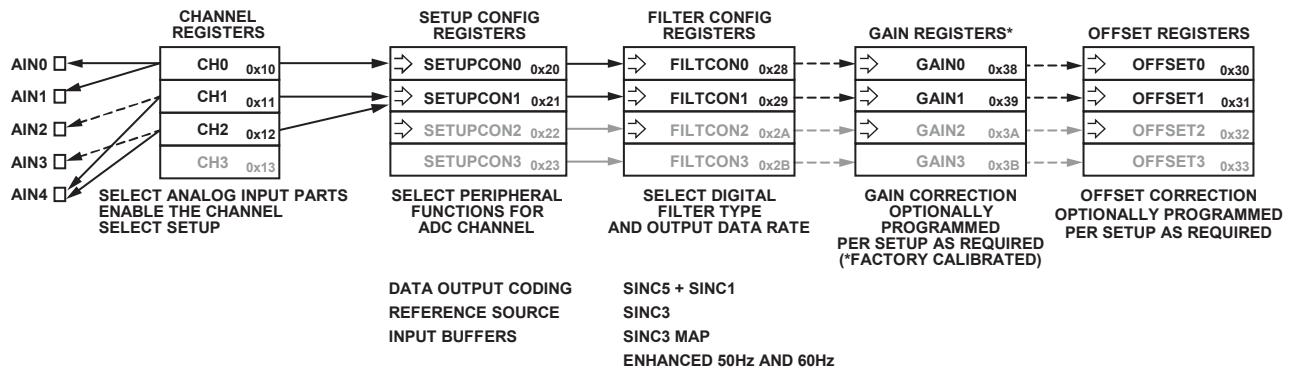 CHANNEL
REGISTERS
SETUP CONFIG
REGISTERS
FILTER CONFIG
REGISTERS
GAIN REGISTERS*
OFFSET REGISTERS
AIN0
AIN1
AIN2
AIN3
AIN4
CH0 0x10
CH1 0x11
CH2 0x12
CH3 0x13
SETUPCON0 0x20
SETUPCON1 0x21
SETUPCON2 0x22
SETUPCON3 0x23
FILTCON0 0x28
FILTCON1 0x29
FILTCON2 0x2A
FILTCON3 0x2B
GAIN0 0x38
GAIN1 0x39
GAIN2 0x3A
GAIN3 0x3B
OFFSET0 0x30
OFFSET1 0x31
OFFSET2 0x32
OFFSET3 0x33
SELECT ANALOG INPUT PARTS
ENABLE THE CHANNEL
SELECT SETUP
SELECT PERIPHERAL
FUNCTIONS FOR
ADC CHANNEL
SELECT DIGITAL
FILTER TYPE
AND OUTPUT DATA RATE
GAIN CORRECTION
OPTIONALLY
PROGRAMMED
PER SETUP AS REQUIRED
(*FACTORY CALIBRATED)
OFFSET CORRECTION
OPTIONALLY PROGRAMMED
PER SETUP AS REQUIRED
DATA OUTPUT CODING
REFERENCE SOURCE
INPUT BUFFERS
SINC5 + SINC1
SINC3
SINC3 MAP
ENHANCED 50Hz AND 60Hz